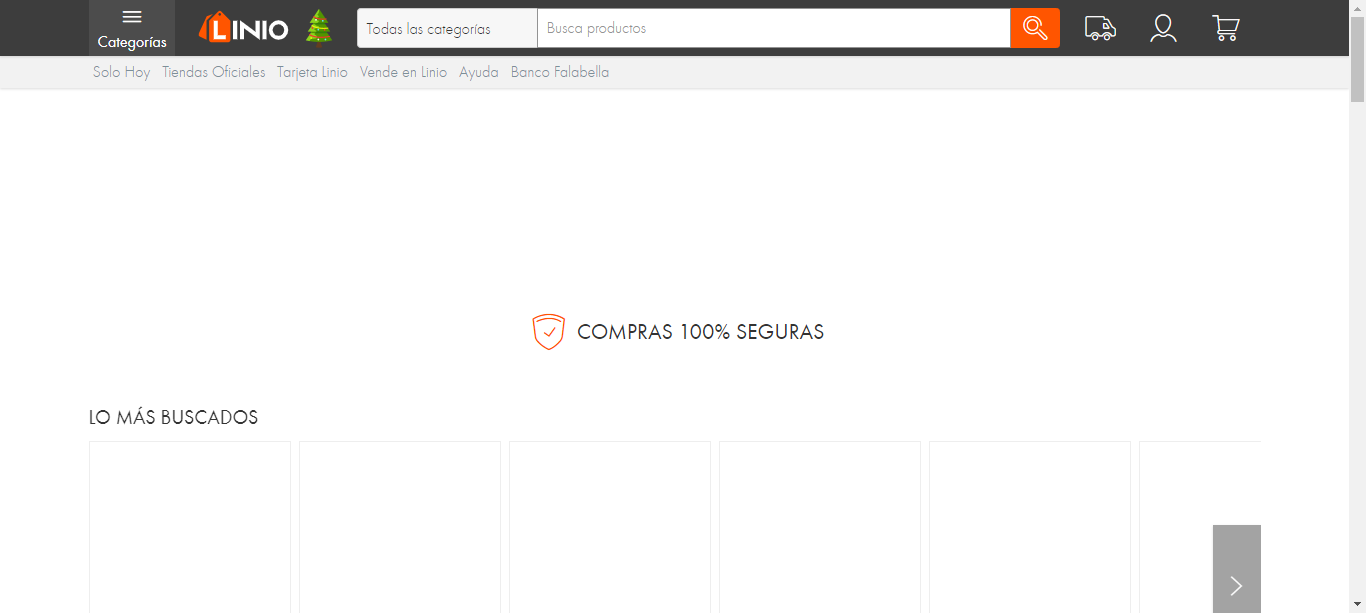 Categorías
LINIO
Todas las categorías
Busca productos
Solo Hoy Tiendas Oficiales Tarjeta Linio Vende en Linio Ayuda Banco Falabella
COMPRAS 100% SEGURAS
LO MÁS BUSCADOS